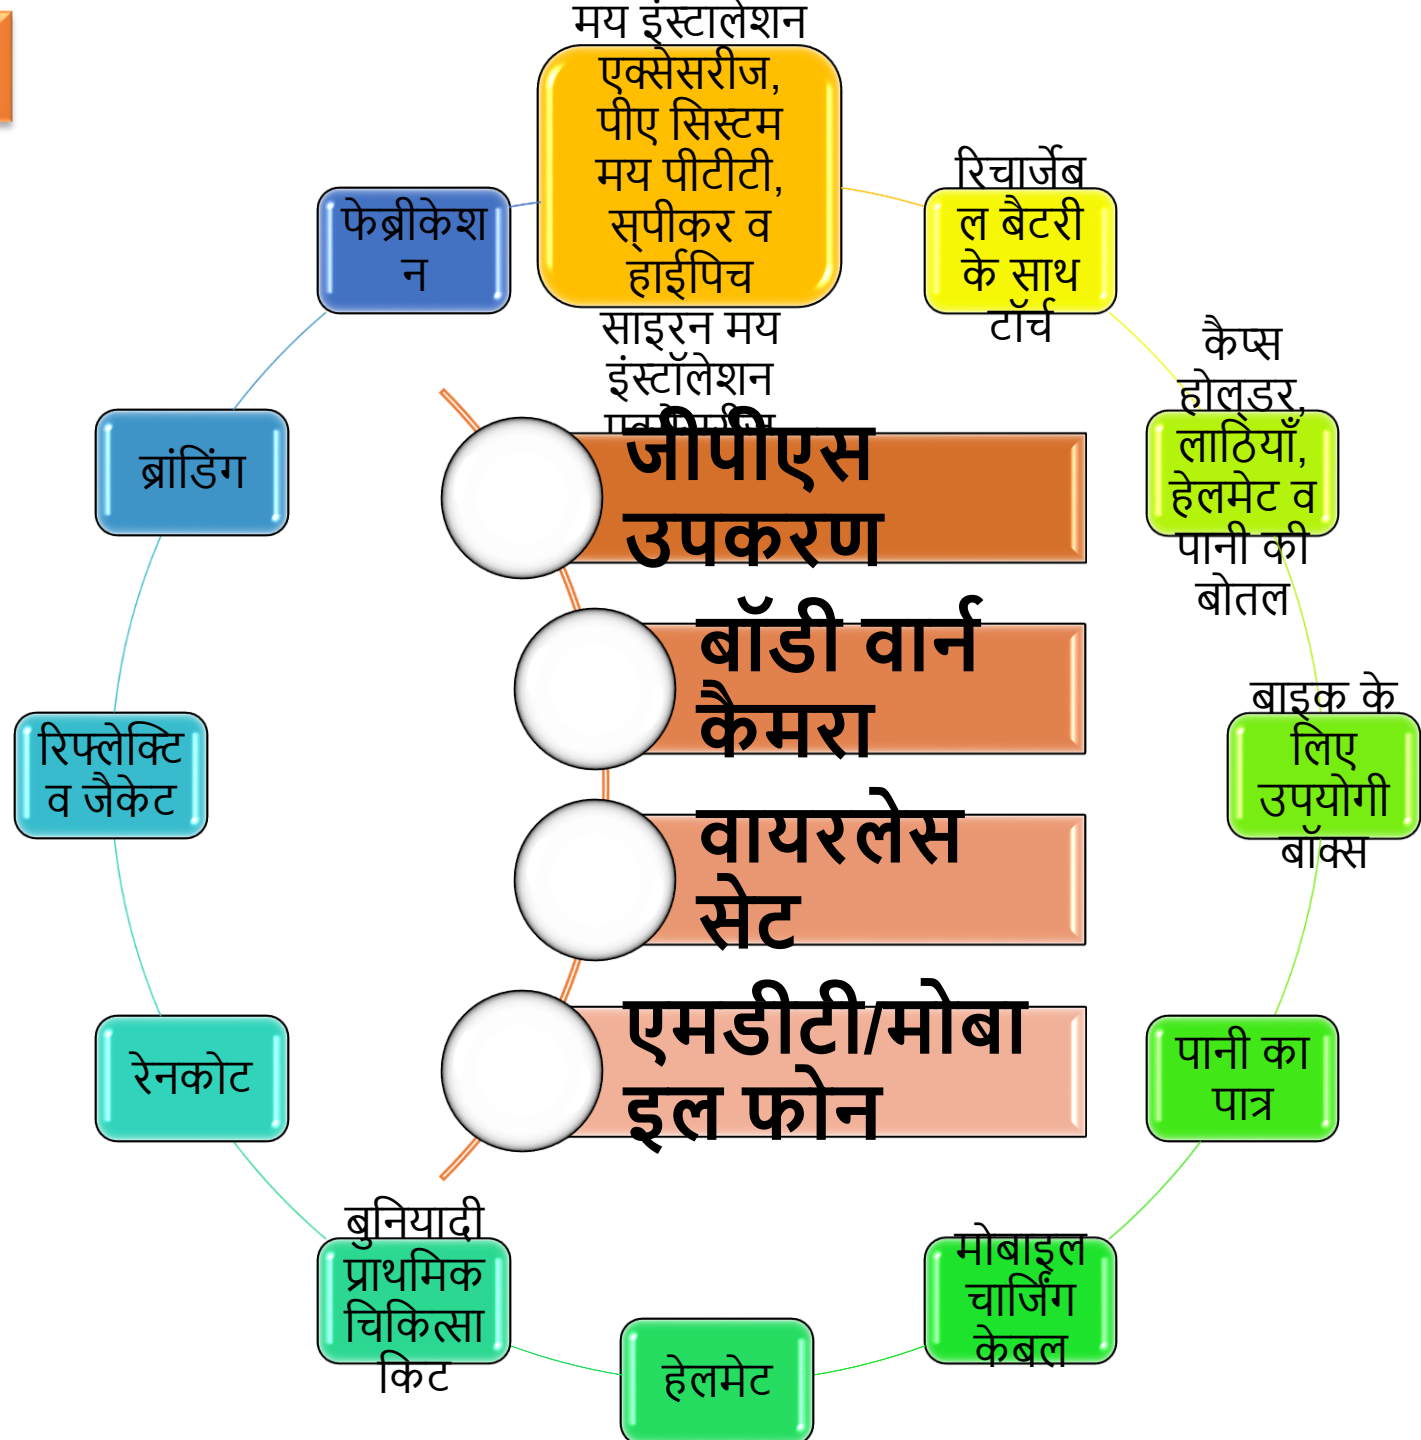 मय इंस्टालेशन
एक्सेसरीज,
पीए सिस्टम
मय पीटीटी,
स्पीकर व
हाईपिच
साइरन मय
इंस्टॉलेशन
रिचार्जेब
ल बैटरी
के साथ
टॉर्च
कैप्स
होल्डर,
लाठियाँ,
हेलमेट व
पानी की
बोतल
बाइक के
लिए
उपयोगी
बॉक्स
पानी का
पात्र
मोबाइल
चार्जिंग
केबल
हेलमेट
बुनियादी
प्राथमिक
चिकित्सा
किट
रेनकोट
रिफ्लेक्टि
व जैकेट
ब्रांडिंग
फेब्रीकेश
न
जीपीएस
उपकरण
बॉडी वार्न
कैमरा
वायरलेस
सेट
एमडीटी/मोबा
इल फोन